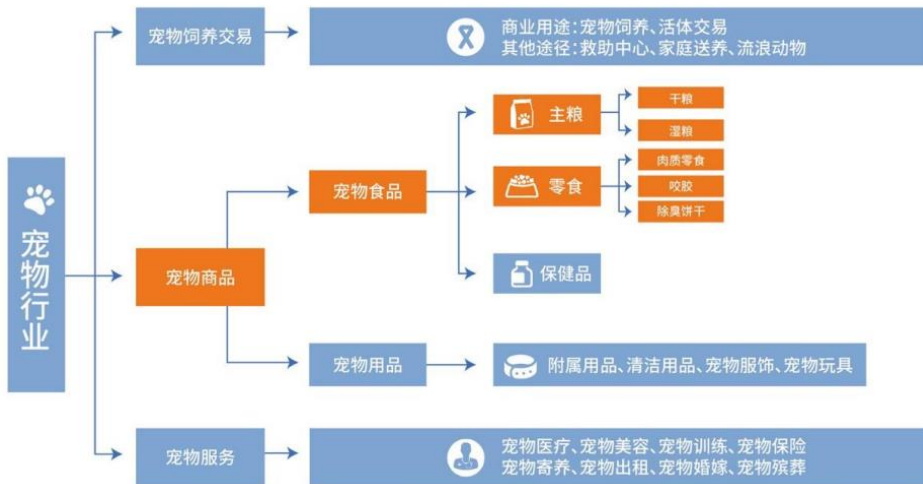 宠物行业
宠物饲养交易
商业用途：宠物饲养、活体交易
其他途径：救助中心、家庭送养、流浪动物
宠物商品
宠物食品
主粮
干粮
湿粮
零食
肉质零食
咬胶
除臭饼干
保健品
宠物用品
附属用品、清洁用品、宠物服饰、宠物玩具
宠物服务
宠物医疗、宠物美容、宠物训练、宠物保险
宠物寄养、宠物出租、宠物婚嫁、宠物殡葬